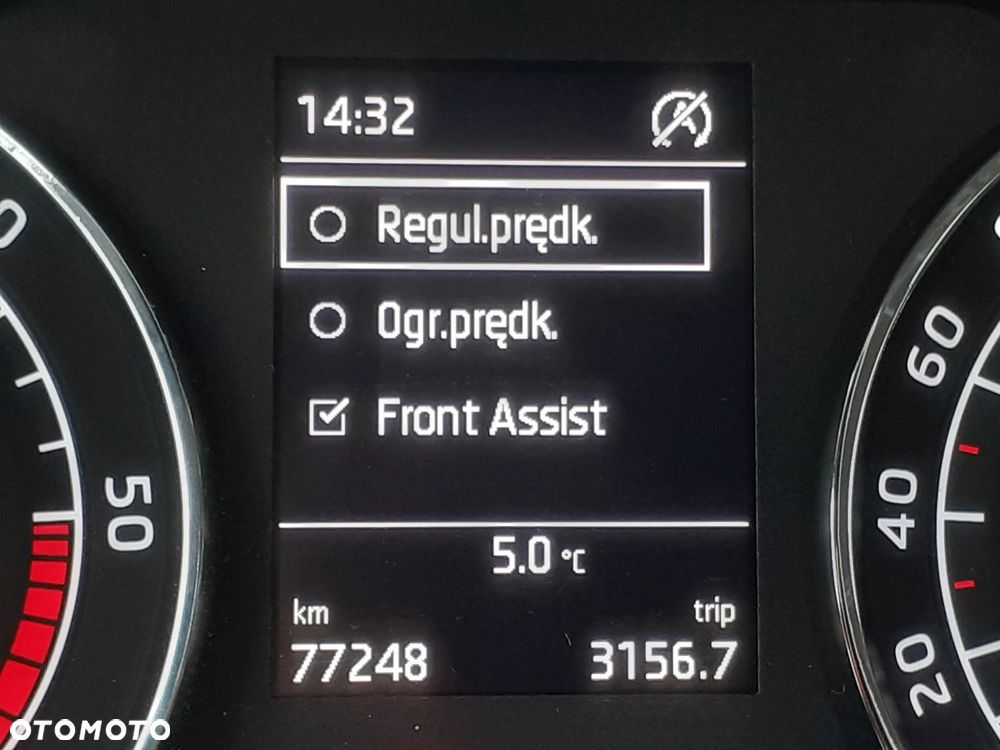 14:32
Regul.prędk.
Ogr.prędk.
Front Assist
5.0 °C
km trip
77248 3156.7
50
60
40
20
OTOMOTO